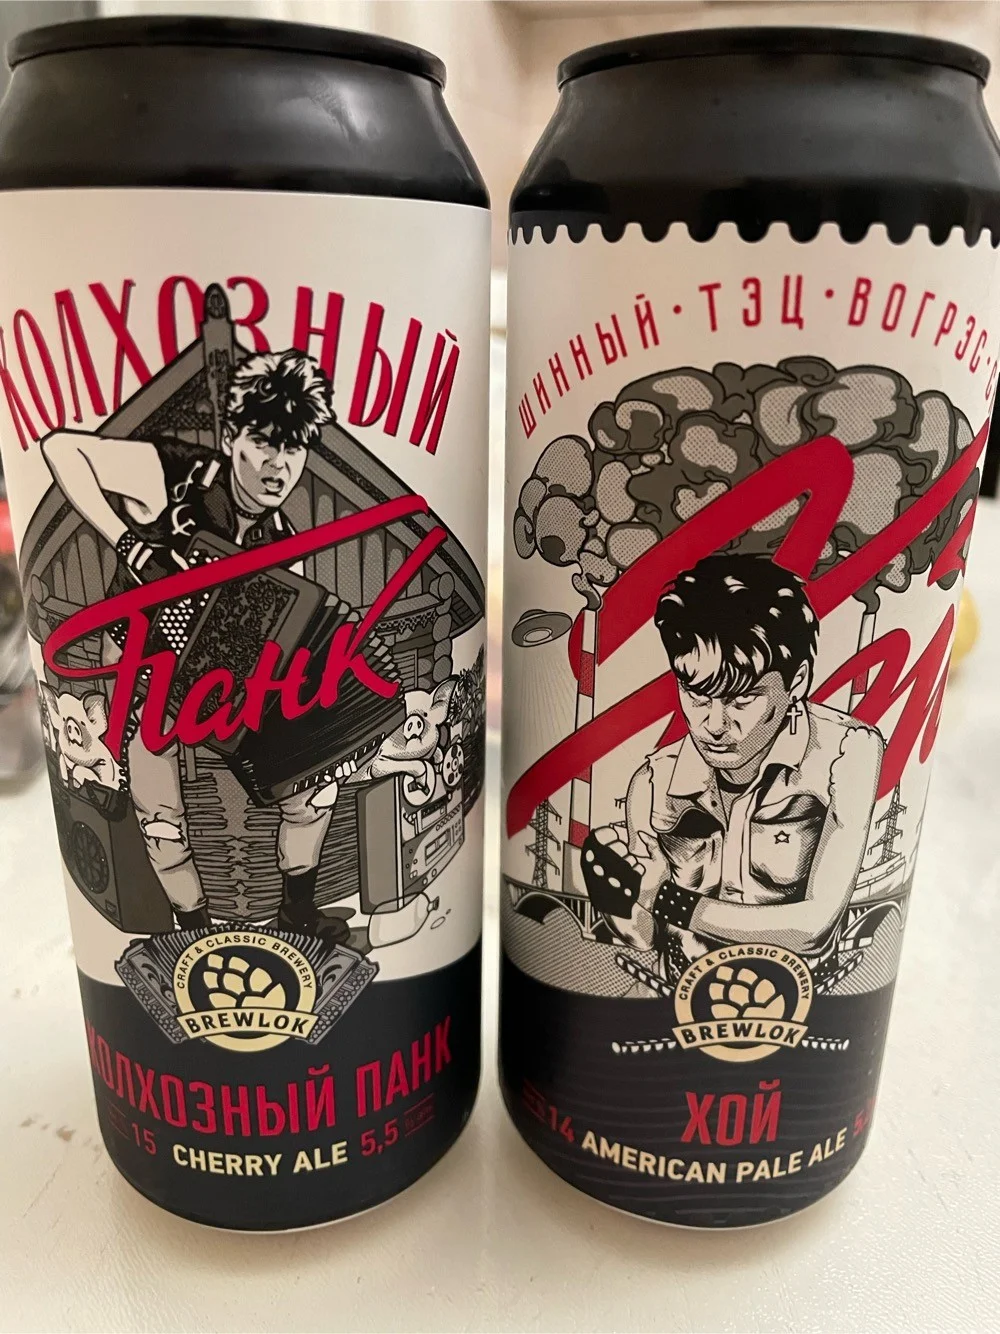 КОЛХОЗНЫЙ
Панк
CRAFT & CLASSIC BREWERY
BREWLOK
КОЛХОЗНЫЙ ПАНК
15 CHERRY ALE 5,5
ШИННЫЙ · ТЭЦ · ВОГРЭС ·
CRAFT & CLASSIC BREWERY
BREWLOK
ХОЙ
14 AMERICAN PALE ALE